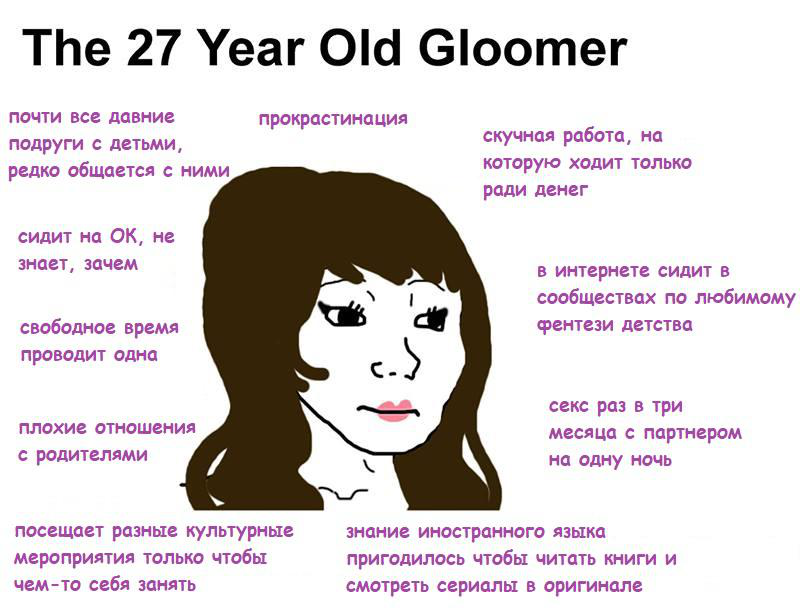 The 27 Year Old Gloomer
почти все давние
подруги с детьми,
редко общается с ними
прокрастинация
скучная работа, на
которую ходит только
ради денег
сидит на ОК, не
знает, зачем
в интернете сидит в
сообществах по любимому
фентези детства
свободное время
проводит одна
секс раз в три
месяца с партнером
на одну ночь
плохие отношения
с родителями
посещает разные культурные
мероприятия только чтобы
чем-то себя занять
знание иностранного языка
пригодилось чтобы читать книги и
смотреть сериалы в оригинале